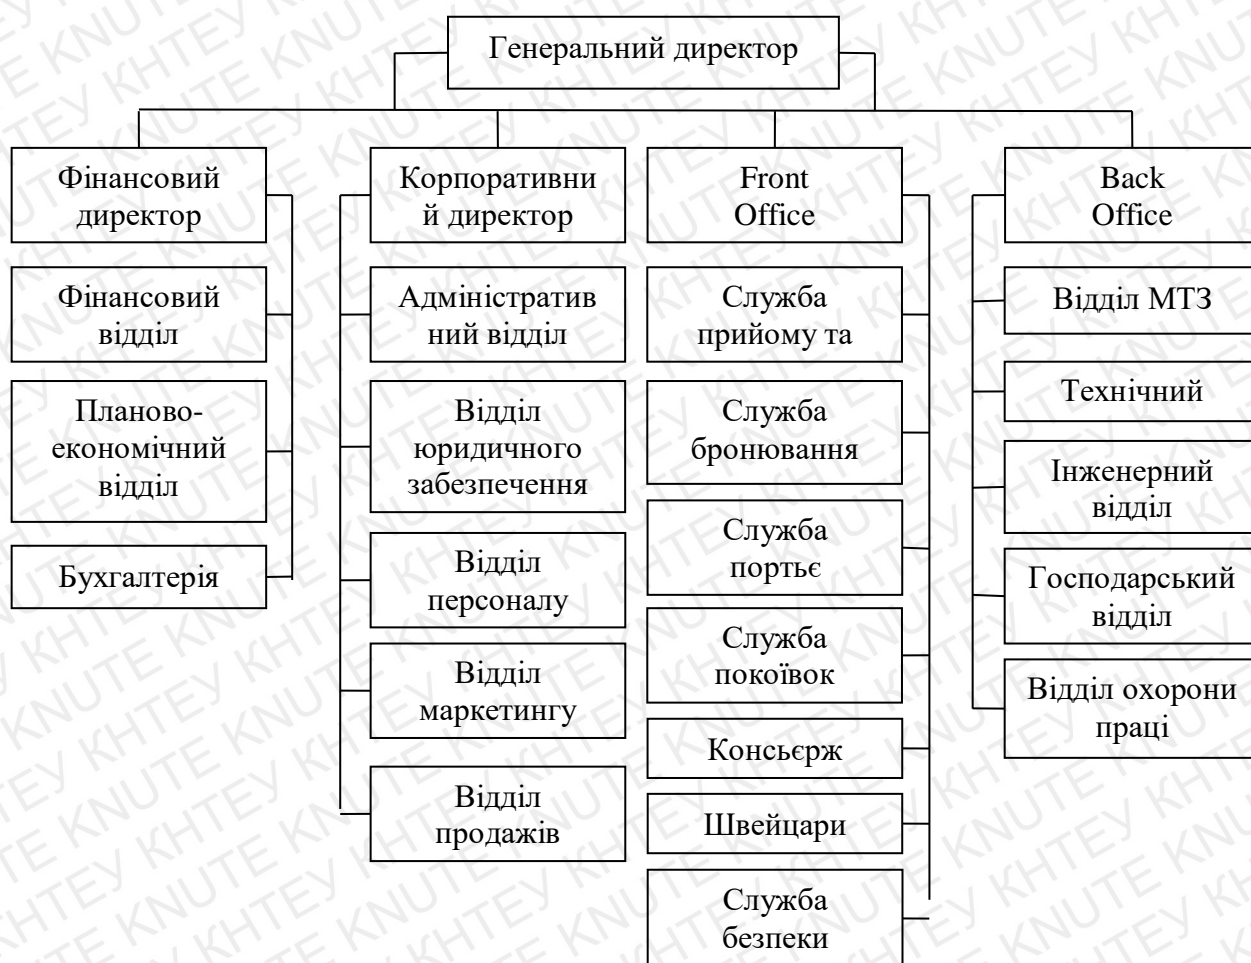 Генеральний директор
Фінансовий
директор
Фінансовий
відділ
Планово-
економічний
відділ
Бухгалтерія
Корпоративни
й директор
Адміністратив
ний відділ
Відділ
юридичного
забезпечення
Відділ
персоналу
Відділ
маркетингу
Відділ
продажів
Front
Office
Служба
прийому та
Служба
бронювання
Служба
портьє
Служба
покоївок
Консьєрж
Швейцари
Служба
безпеки
Back
Office
Відділ МТЗ
Технічний
Інженерний
відділ
Господарський
відділ
Відділ охорони
праці